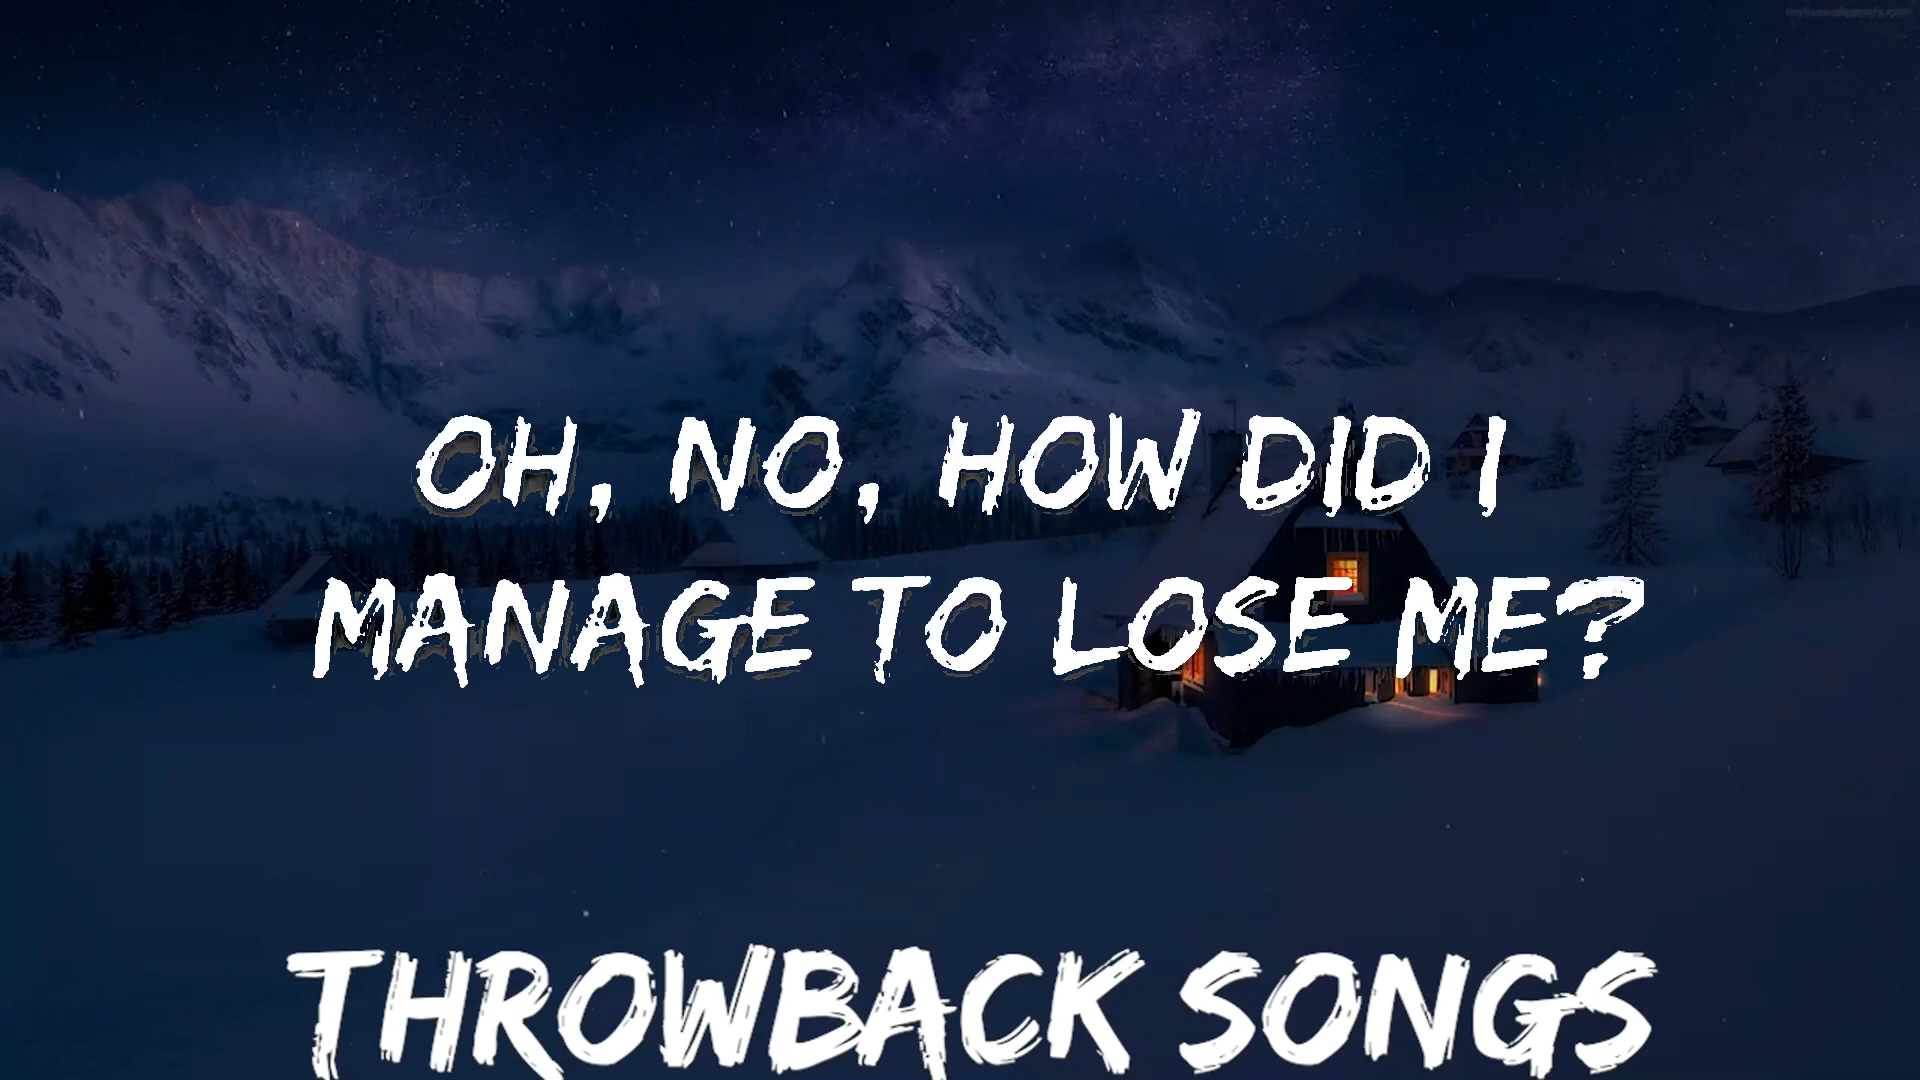 OH, NO, HOW DID I
MANAGE TO LOSE ME?
THROWBACK SONGS